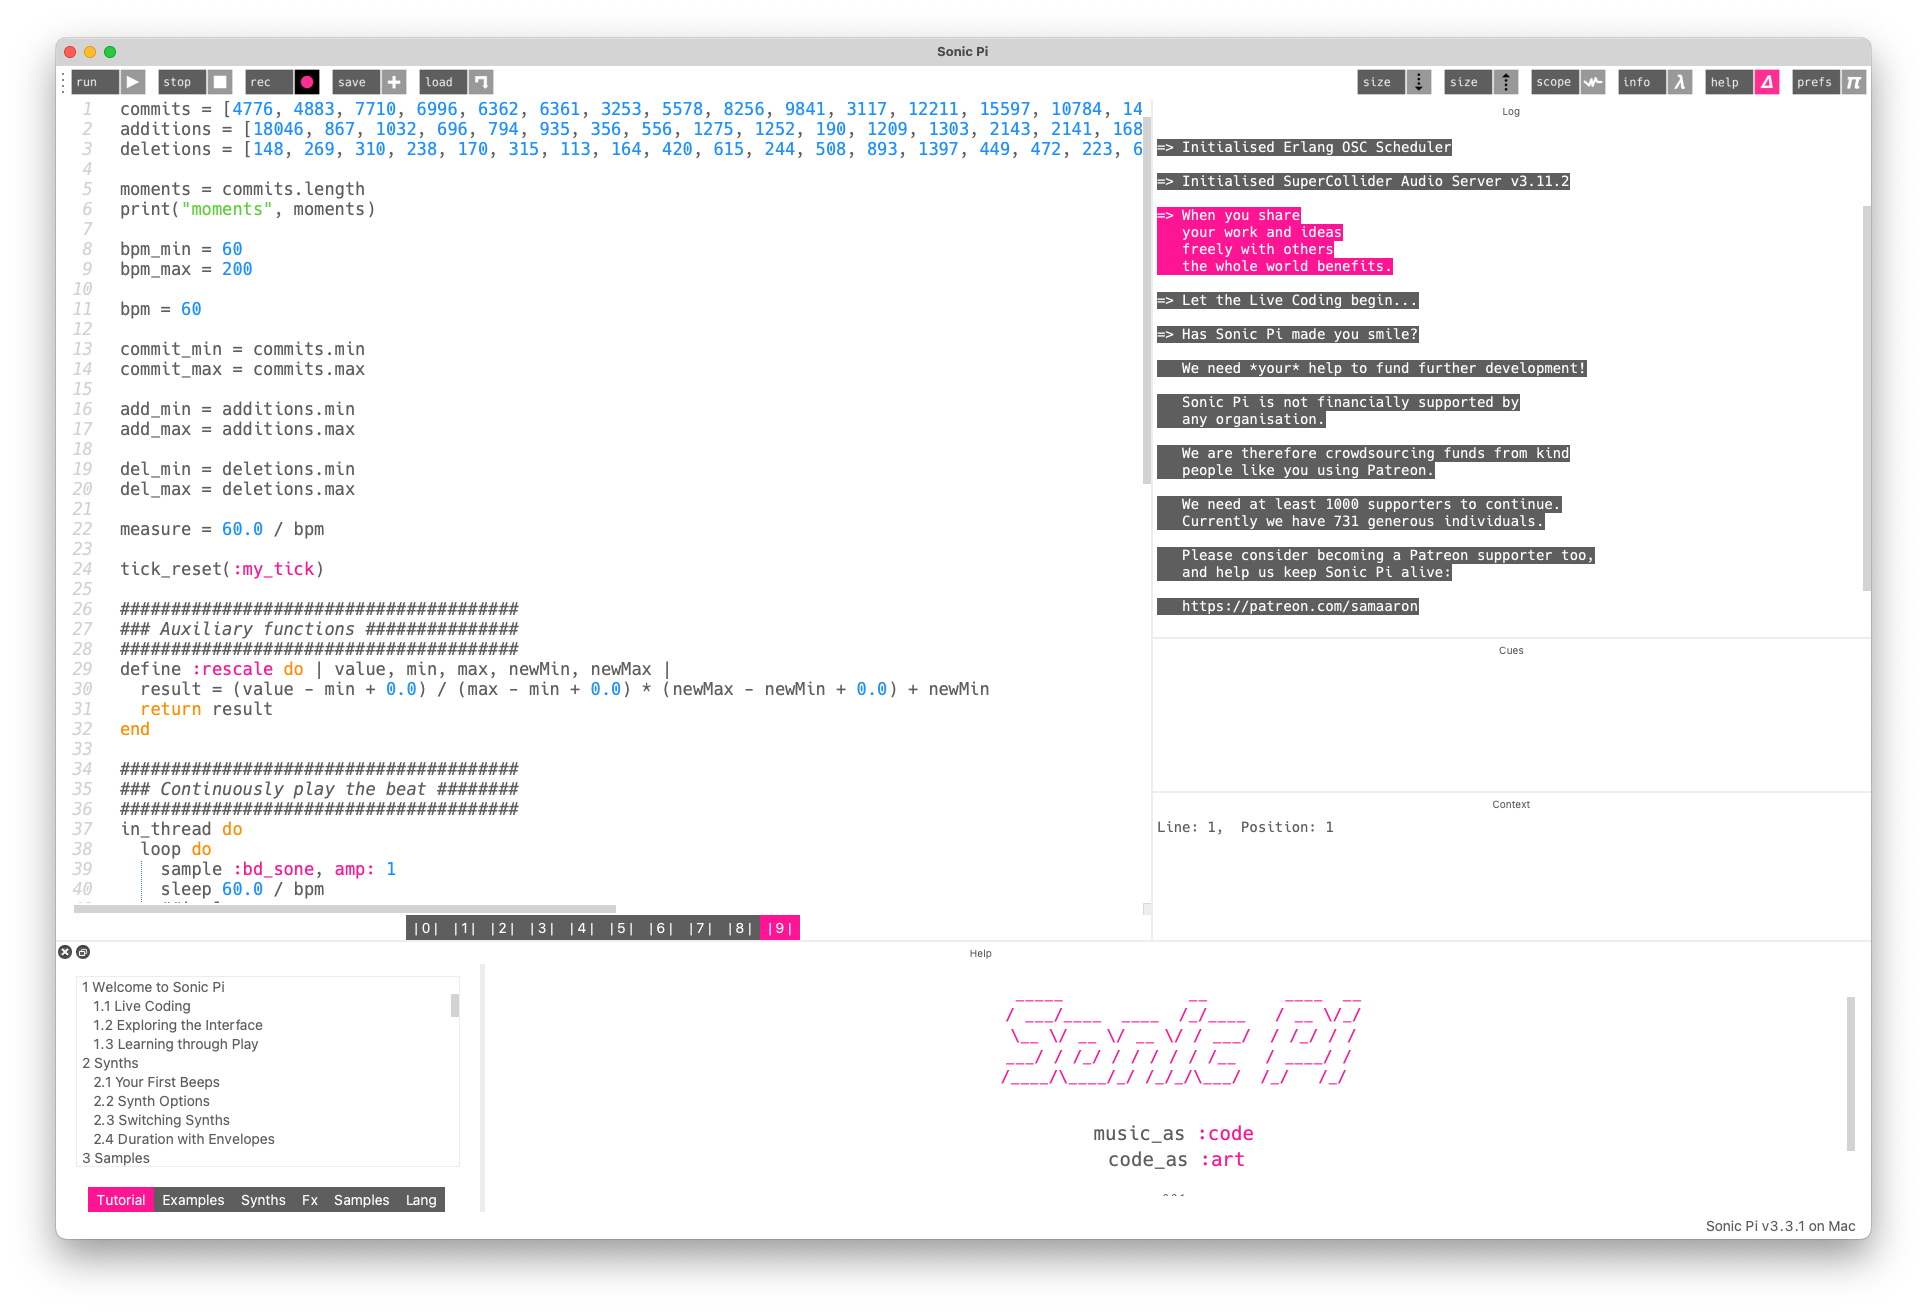 Sonic Pi
run stop rec save load size size scope info help prefs
1 commits = [4776, 4883, 7710, 6996, 6362, 6361, 3253, 5578, 8256, 9841, 3117, 12211, 15597, 10784, 14
2 additions = [18046, 867, 1032, 696, 794, 935, 356, 556, 1275, 1252, 190, 1209, 1303, 2143, 2141, 168
3 deletions = [148, 269, 310, 238, 170, 315, 113, 164, 420, 615, 244, 508, 893, 1397, 449, 472, 223, 6
4
5 moments = commits.length
6 print("moments", moments)
7
8 bpm_min = 60
9 bpm_max = 200
10
11 bpm = 60
12
13 commit_min = commits.min
14 commit_max = commits.max
15
16 add_min = additions.min
17 add_max = additions.max
18
19 del_min = deletions.min
20 del_max = deletions.max
21
22 measure = 60.0 / bpm
23
24 tick_reset(:my_tick)
25
26 #######################################
27 ### Auxiliary functions ###############
28 #######################################
29 define :rescale do | value, min, max, newMin, newMax |
30   result = (value - min + 0.0) / (max - min + 0.0) * (newMax - newMin + 0.0) + newMin
31   return result
32 end
33
34 #######################################
35 ### Continuously play the beat ########
36 #######################################
37 in_thread do
38   loop do
39     sample :bd_sone, amp: 1
40     sleep 60.0 / bpm
|0| |1| |2| |3| |4| |5| |6| |7| |8| |9|
Log
=> Initialised Erlang OSC Scheduler
=> Initialised SuperCollider Audio Server v3.11.2
=> When you share
your work and ideas
freely with others
the whole world benefits.
=> Let the Live Coding begin...
=> Has Sonic Pi made you smile?
We need *your* help to fund further development!
Sonic Pi is not financially supported by
any organisation.
We are therefore crowdsourcing funds from kind
people like you using Patreon.
We need at least 1000 supporters to continue.
Currently we have 731 generous individuals.
Please consider becoming a Patreon supporter too,
and help us keep Sonic Pi alive:
https://patreon.com/samaaron
Cues
Context
Line: 1,  Position: 1
Help
1 Welcome to Sonic Pi
1.1 Live Coding
1.2 Exploring the Interface
1.3 Learning through Play
2 Synths
2.1 Your First Beeps
2.2 Synth Options
2.3 Switching Synths
2.4 Duration with Envelopes
3 Samples
Tutorial Examples Synths Fx Samples Lang
Sonic Pi
music_as :code
code_as :art
Sonic Pi v3.3.1 on Mac